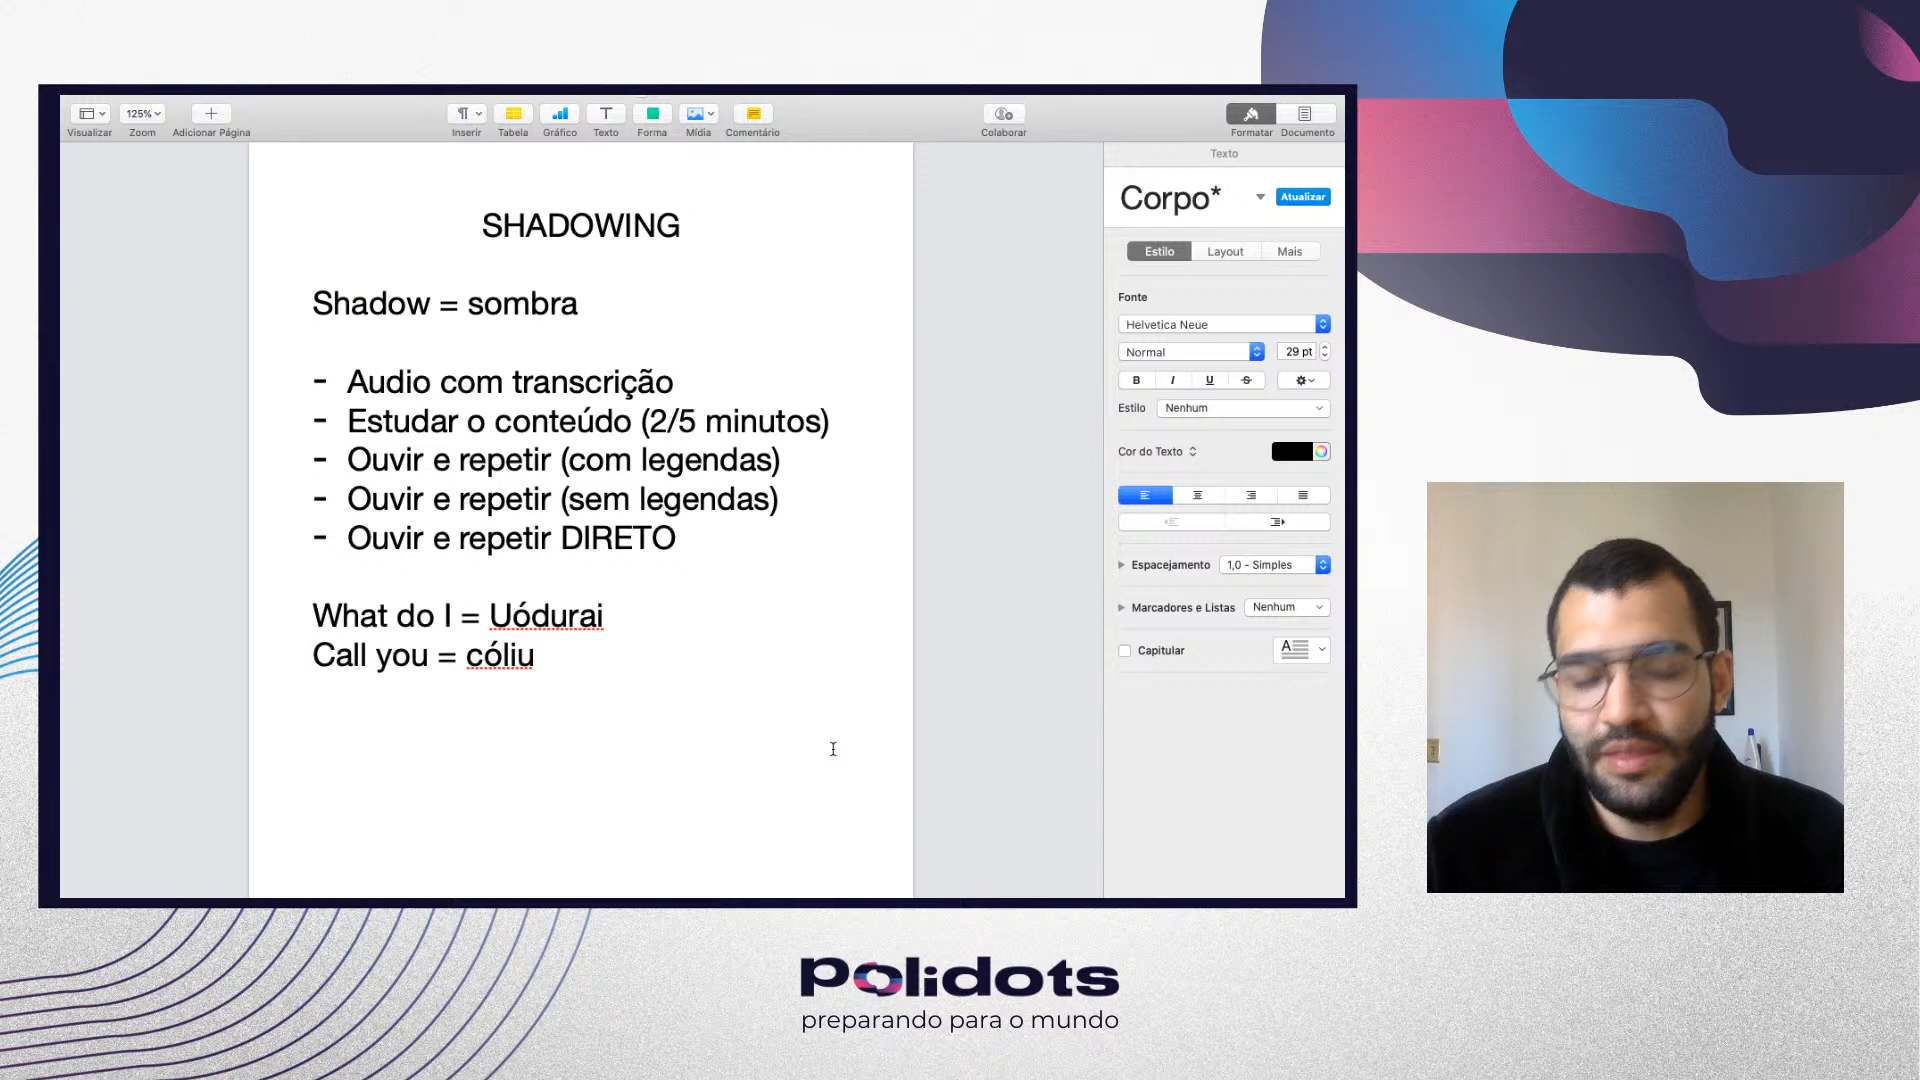 125%
Visualizar Zoom Adicionar Página Inserir Tabela Gráfico Texto Forma Mídia Comentário Colaborar Formatar Documento
Texto
Corpo*
Atualizar
Estilo Layout Mais
Fonte
Helvetica Neue
Normal 29 pt
B I U S
Estilo Nenhum
Cor do Texto
Espacejamento 1,0 - Simples
Marcadores e Listas Nenhum
Capitular A
SHADOWING
Shadow = sombra
- Audio com transcrição
- Estudar o conteúdo (2/5 minutos)
- Ouvir e repetir (com legendas)
- Ouvir e repetir (sem legendas)
- Ouvir e repetir DIRETO
What do I = Uódurai
Call you = cóliu
polidots
preparando para o mundo